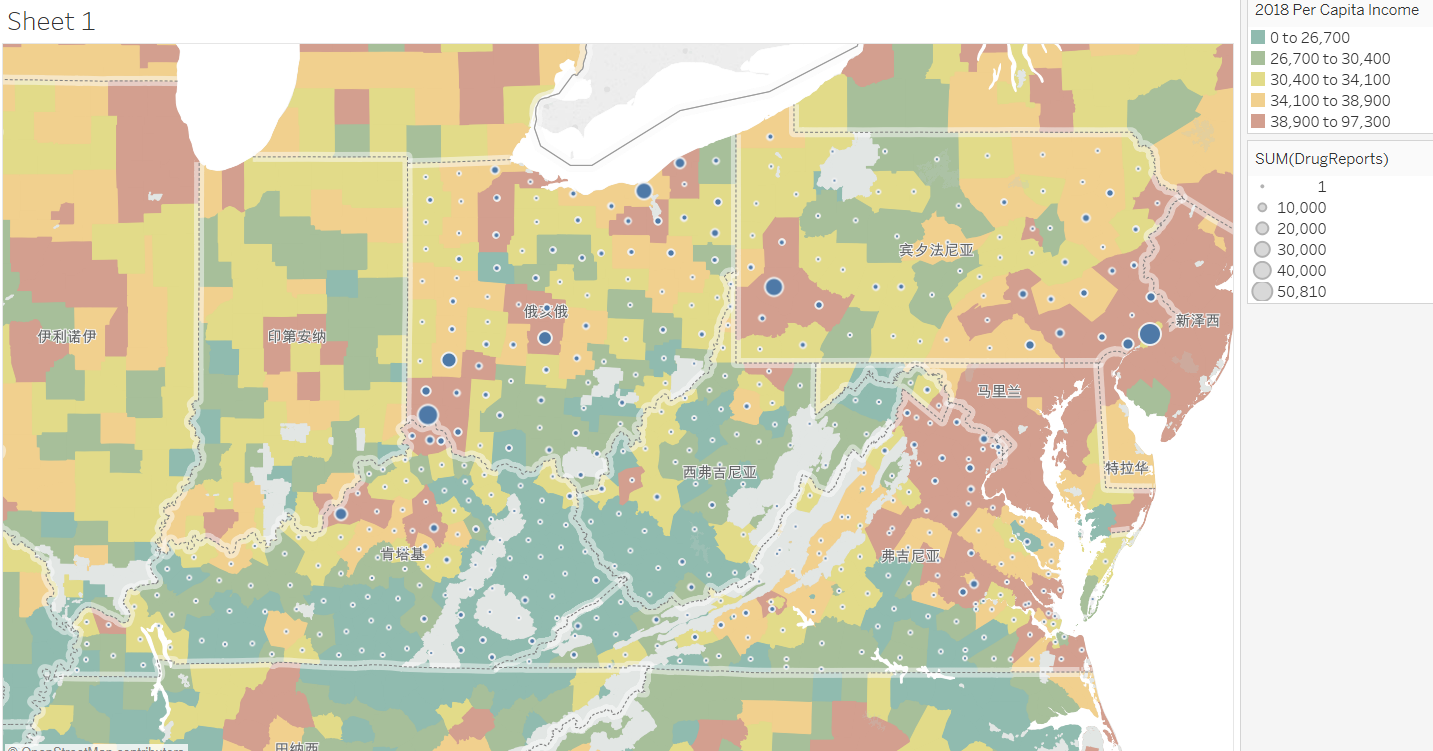 Sheet 1
2018 Per Capita Income
0 to 26,700
26,700 to 30,400
30,400 to 34,100
34,100 to 38,900
38,900 to 97,300
SUM(DrugReports)
1
10,000
20,000
30,000
40,000
50,810
宾夕法尼亚
俄亥俄
新泽西
伊利诺伊
印第安纳
马里兰
特拉华
西弗吉尼亚
肯塔基
弗吉尼亚
田纳西
© OpenStreetMap contributors